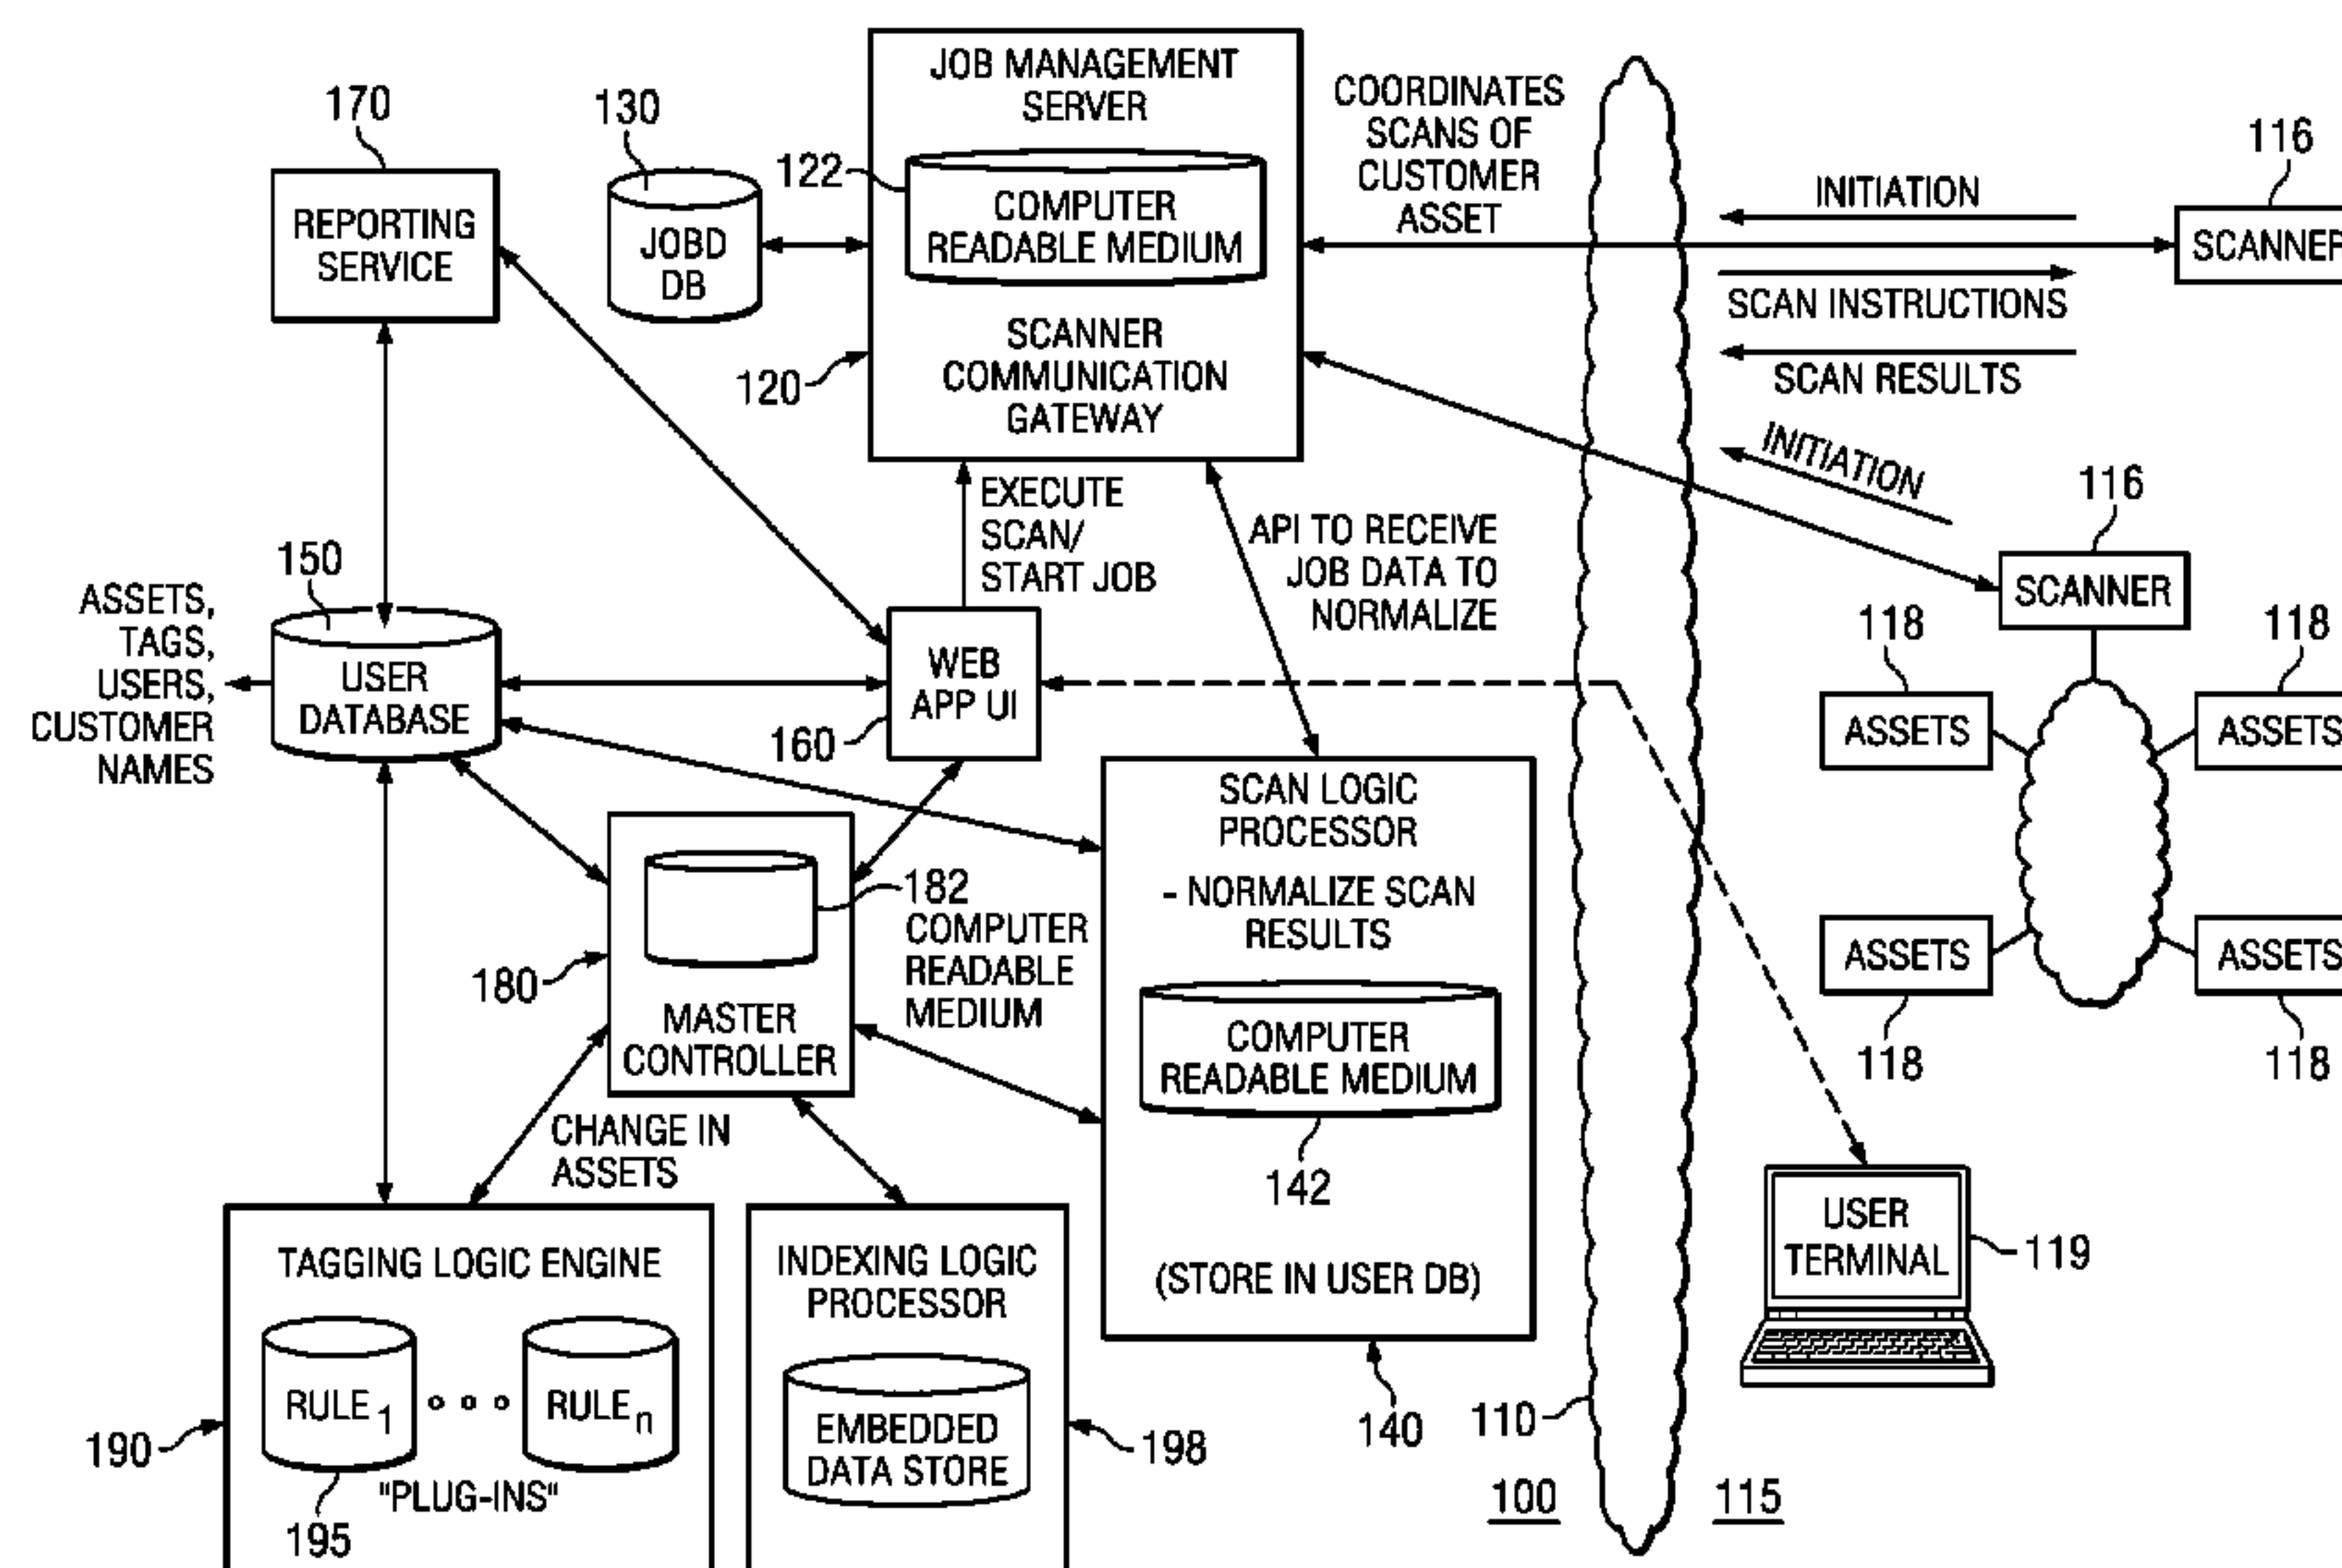 JOB MANAGEMENT
SERVER
122
COMPUTER
READABLE MEDIUM
SCANNER
COMMUNICATION
GATEWAY
120
170
REPORTING
SERVICE
130
JOBD
DB
COORDINATES
SCANS OF
CUSTOMER
ASSET
INITIATION
116
SCANNER
SCAN INSTRUCTIONS
SCAN RESULTS
INITIATION
116
SCANNER
EXECUTE
SCAN/
START JOB
API TO RECEIVE
JOB DATA TO
NORMALIZE
150
ASSETS,
TAGS,
USERS,
CUSTOMER
NAMES
USER
DATABASE
WEB
APP UI
160
118
ASSETS
118
ASSETS
ASSETS
118
ASSETS
118
SCAN LOGIC
PROCESSOR
- NORMALIZE SCAN
RESULTS
COMPUTER
READABLE MEDIUM
142
(STORE IN USER DB)
140
182
COMPUTER
READABLE
MEDIUM
180
MASTER
CONTROLLER
CHANGE IN
ASSETS
USER
TERMINAL
119
TAGGING LOGIC ENGINE
RULE 1 o o o RULE n
190
"PLUG-INS"
195
INDEXING LOGIC
PROCESSOR
EMBEDDED
DATA STORE
198
110
100
115